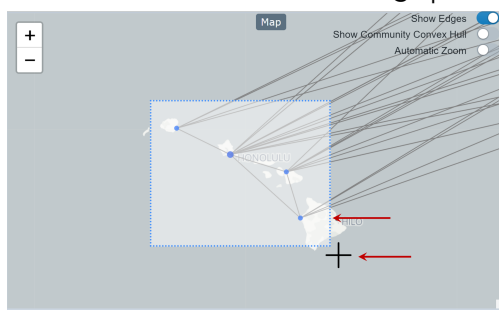 Map
Show Edges
Show Community Convex Hull
Automatic Zoom
+
−
HONOLULU
HILO